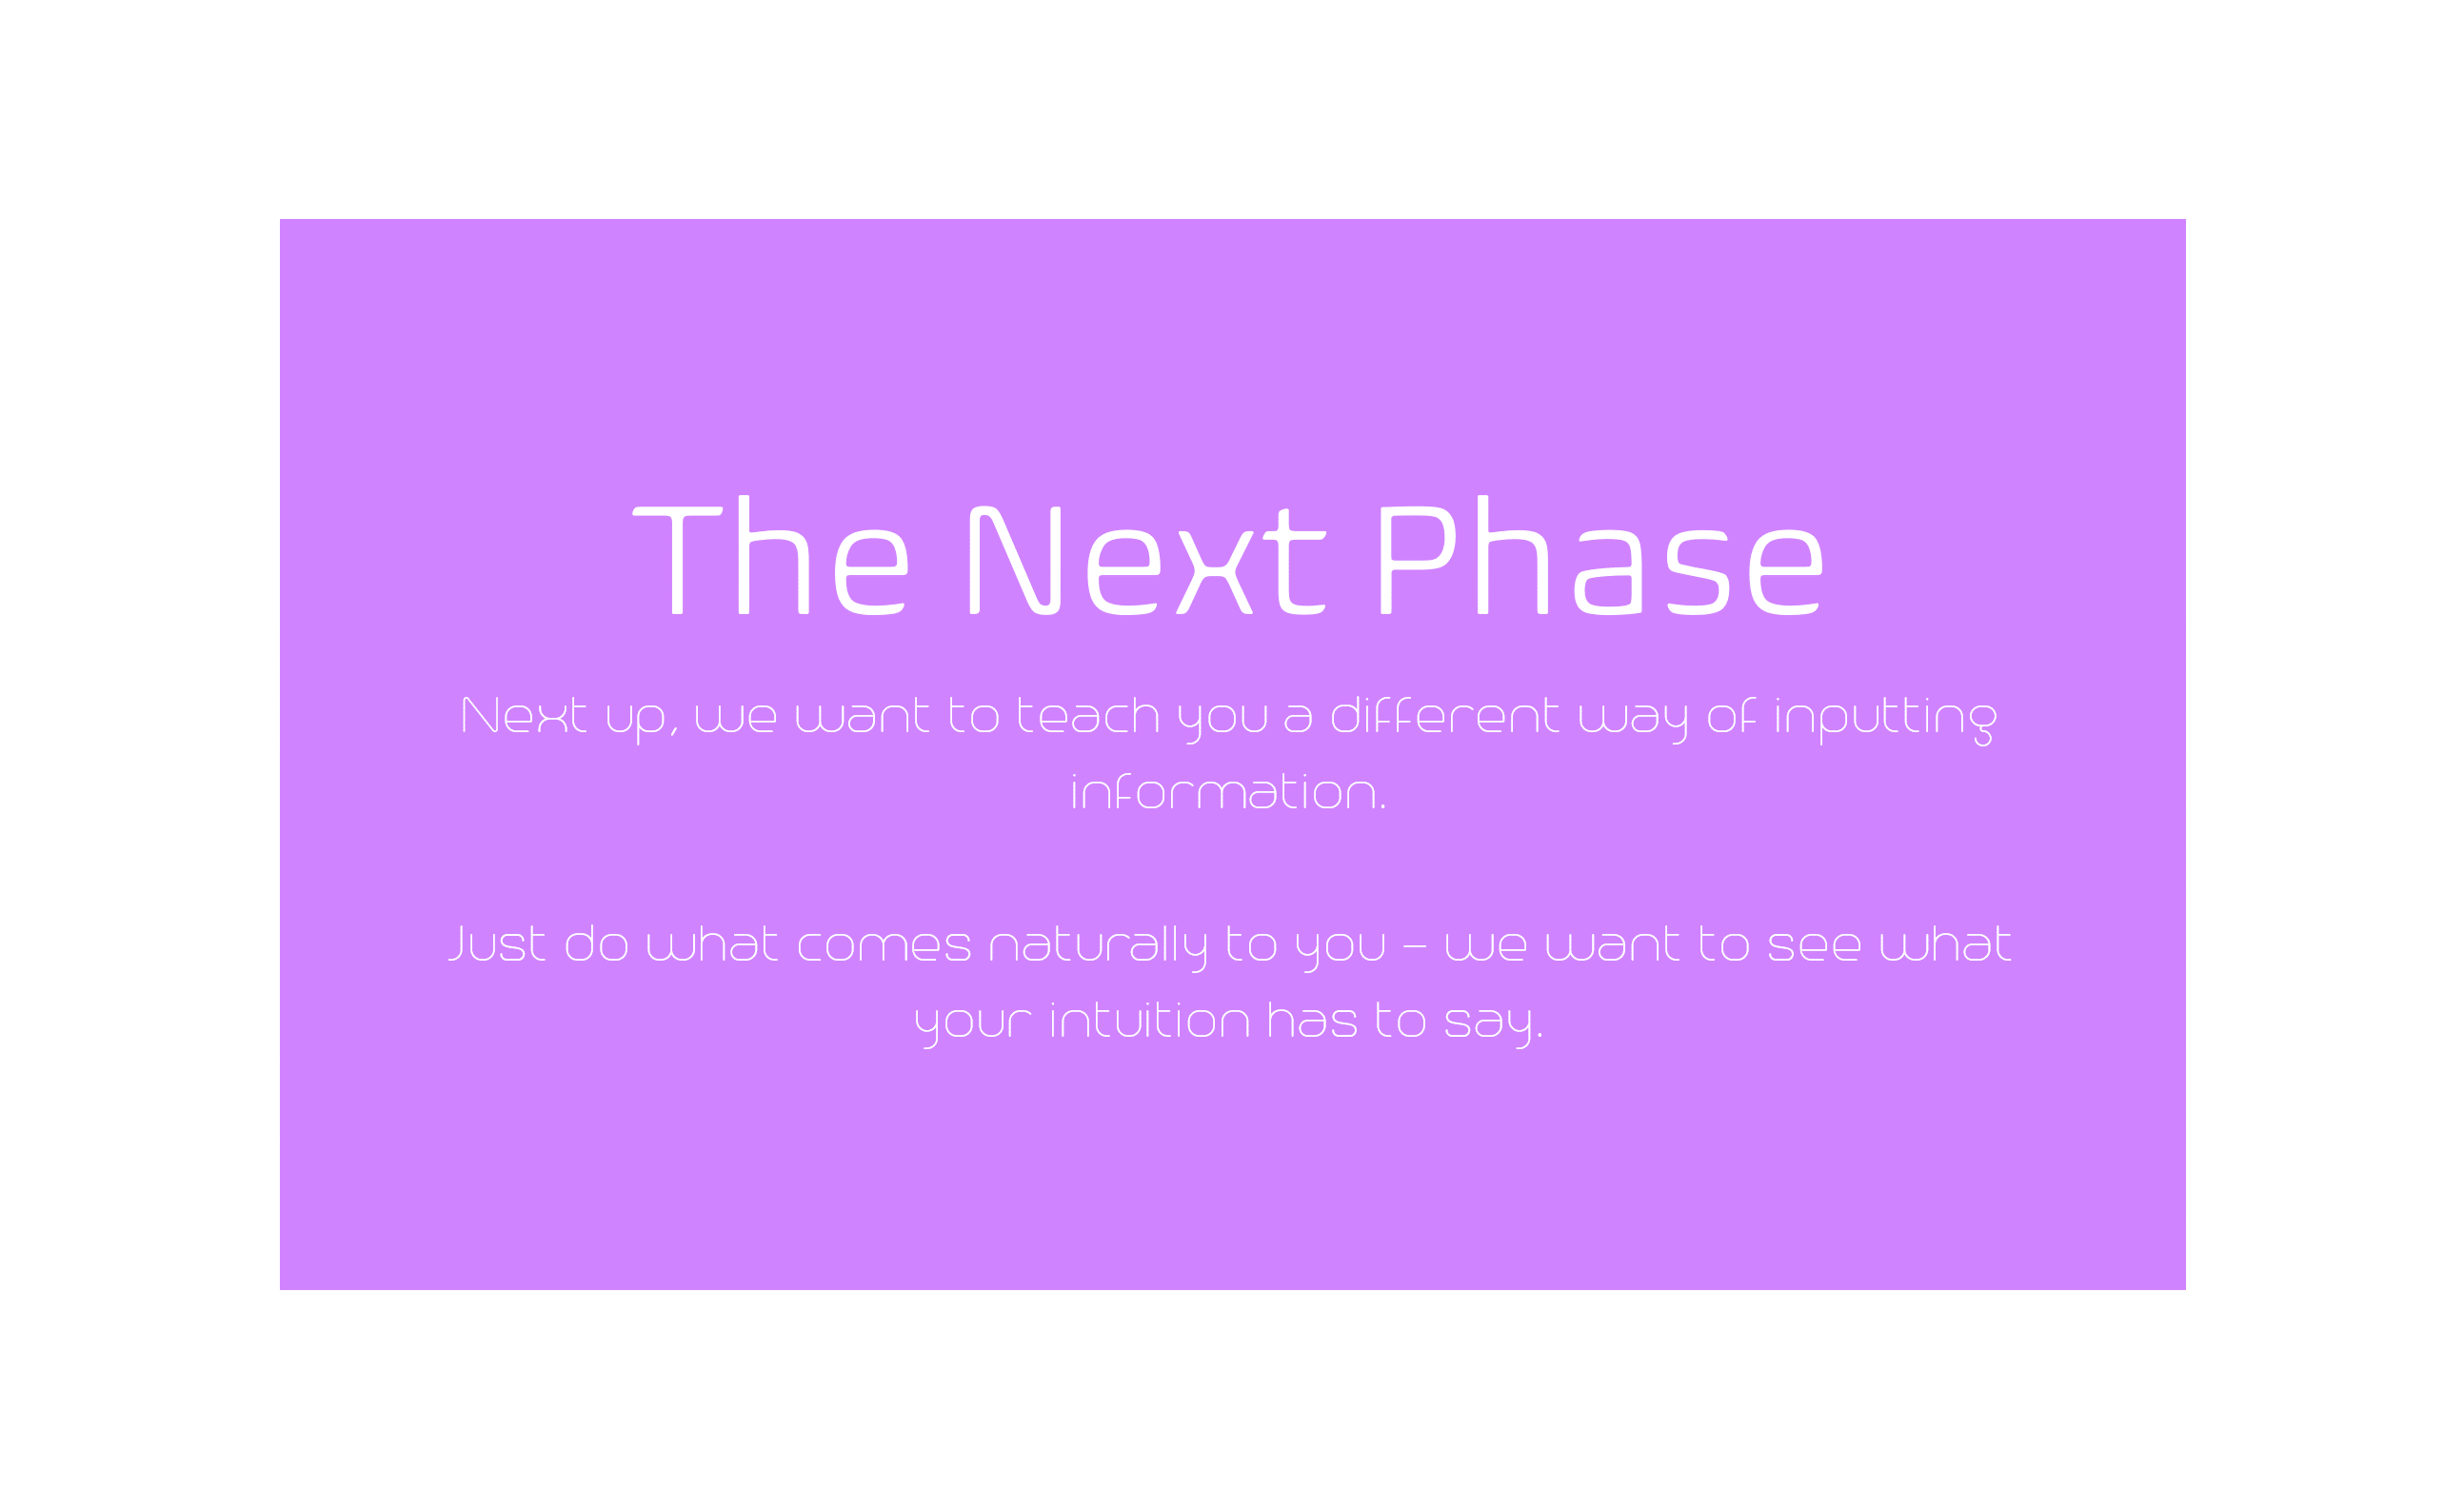 The Next Phase
Next up, we want to teach you a different way of inputting
information.
Just do what comes naturally to you – we want to see what
your intuition has to say.